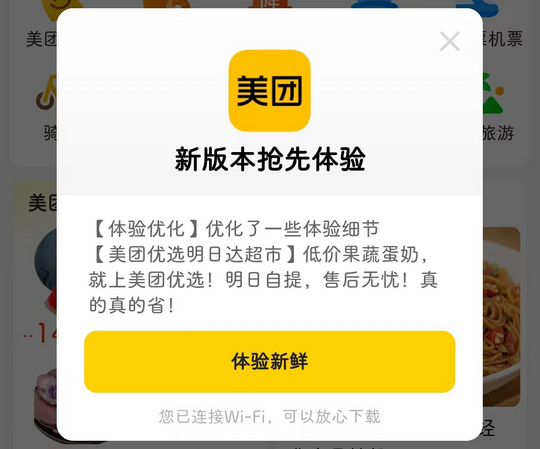 美团
票机票
骑
旅游
美团
新版本抢先体验
美团
【体验优化】优化了一些体验细节
【美团优选明日达超市】低价果蔬蛋奶，
就上美团优选！明日自提，售后无忧！真
的真的省！
体验新鲜
您已连接Wi-Fi，可以放心下载
轻